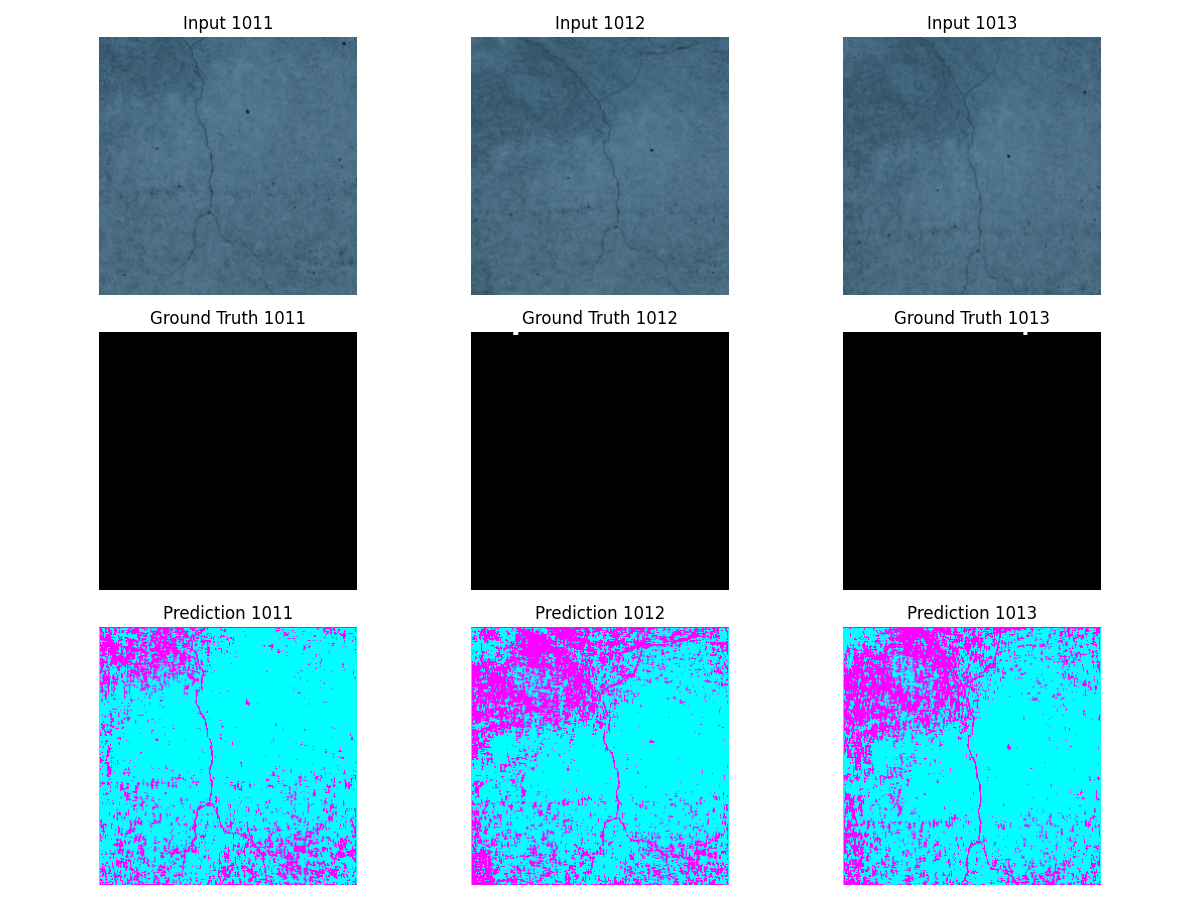 Input 1011
Input 1012
Input 1013
Ground Truth 1011
Ground Truth 1012
Ground Truth 1013
Prediction 1011
Prediction 1012
Prediction 1013